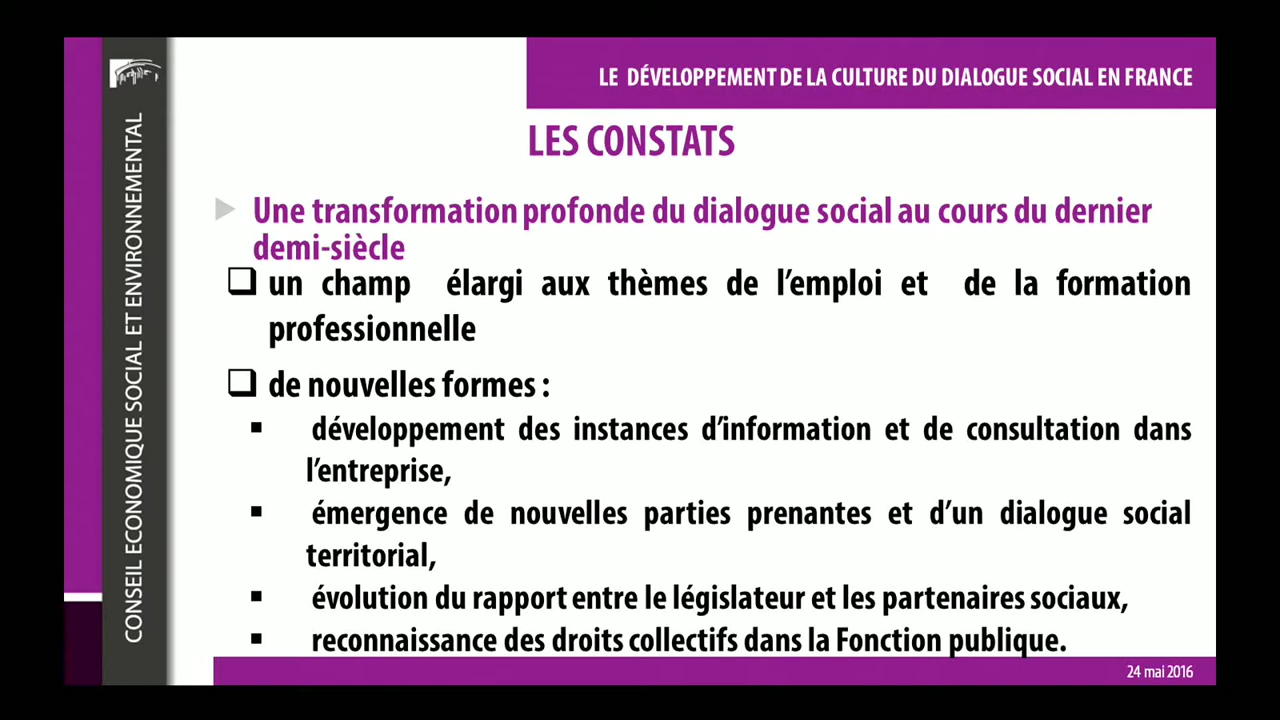 LE DÉVELOPPEMENT DE LA CULTURE DU DIALOGUE SOCIAL EN FRANCE
CONSEIL ECONOMIQUE SOCIAL ET ENVIRONNEMENTAL
LES CONSTATS
Une transformation profonde du dialogue social au cours du dernier
demi-siècle
un champ élargi aux thèmes de l’emploi et de la formation
professionnelle
de nouvelles formes :
développement des instances d’information et de consultation dans
l’entreprise,
émergence de nouvelles parties prenantes et d’un dialogue social
territorial,
évolution du rapport entre le législateur et les partenaires sociaux,
reconnaissance des droits collectifs dans la Fonction publique.
24 mai 2016